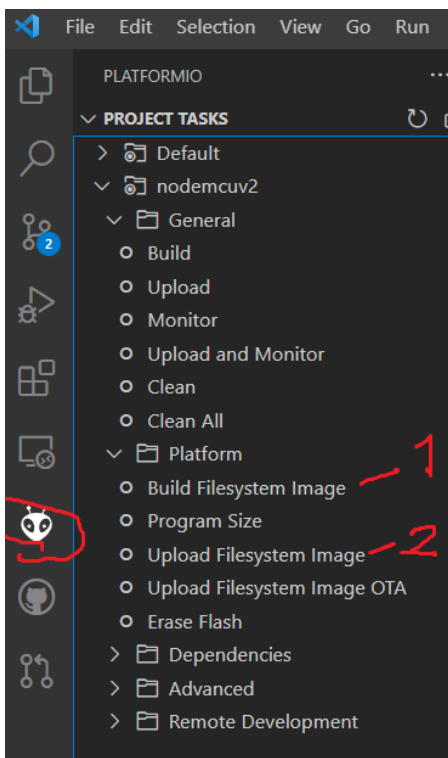 File Edit Selection View Go Run
PLATFORMIO
PROJECT TASKS
Default
nodemcuv2
General
Build
Upload
Monitor
Upload and Monitor
Clean
Clean All
Platform
Build Filesystem Image 1
Program Size
Upload Filesystem Image 2
Upload Filesystem Image OTA
Erase Flash
Dependencies
Advanced
Remote Development
2